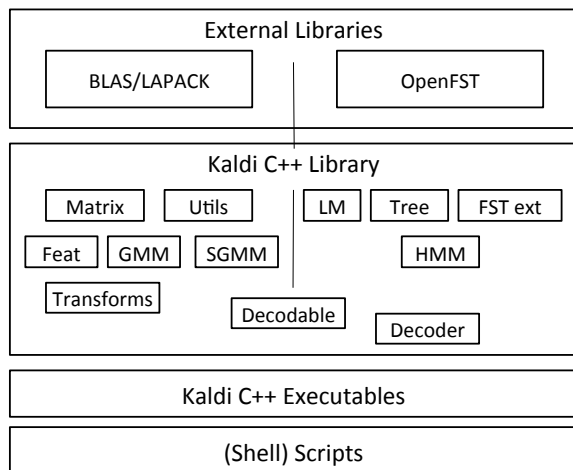 External Libraries
BLAS/LAPACK OpenFST
Kaldi C++ Library
Matrix Utils LM Tree FST ext
Feat GMM SGMM HMM
Transforms
Decodable
Decoder
Kaldi C++ Executables
(Shell) Scripts